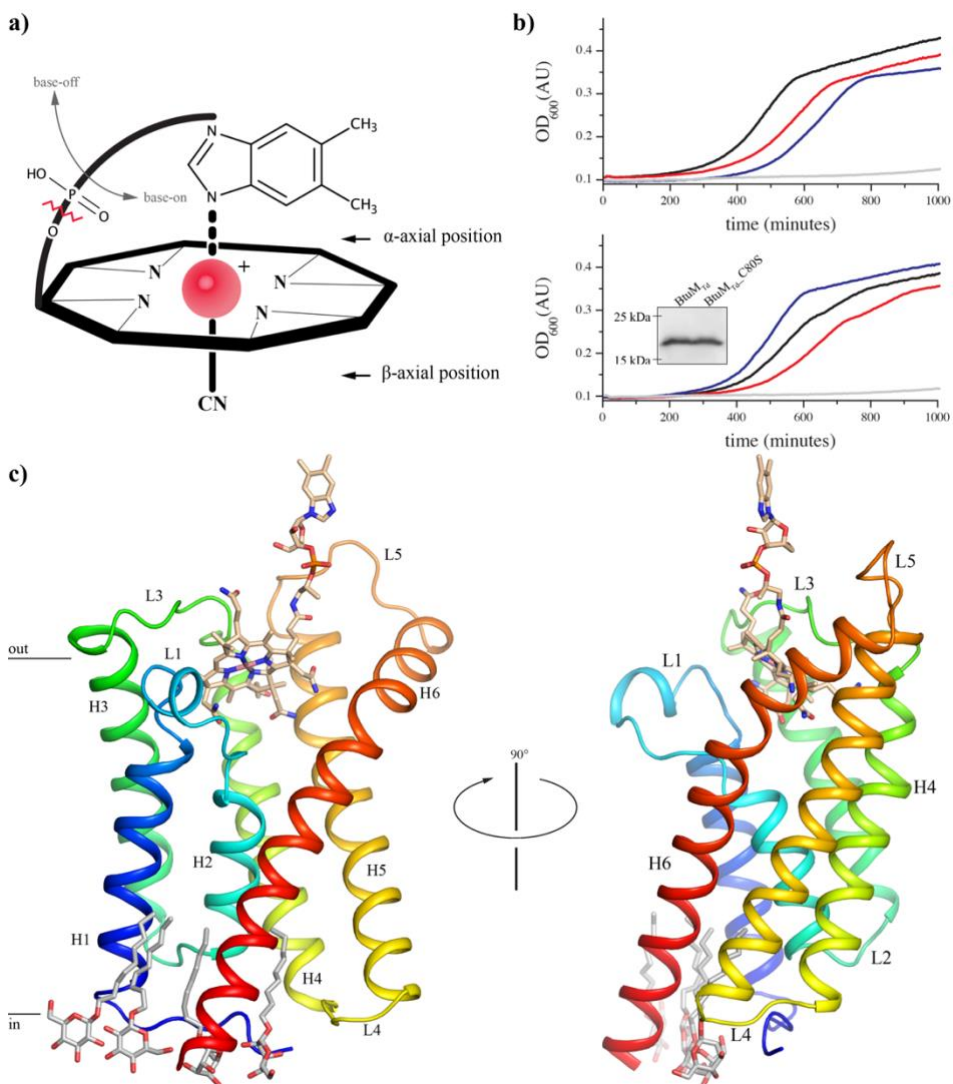 a)
base-off
HO
P
O
O
base-on
N
N
CH₃
CH₃
α-axial position
N
N
N
N
+
β-axial position
CN
b)
OD₆₀₀(AU)
0.4
0.3
0.2
0.1
0
200
400
600
800
1000
time (minutes)
OD₆₀₀(AU)
0.4
0.3
0.2
0.1
BtuM_Td
BtuM_Td_C80S
25 kDa
15 kDa
0
200
400
600
800
1000
time (minutes)
c)
L5
L3
out
L1
H3
H6
H2
H5
H1
H4
in
L4
90°
L3
L5
L1
H4
H6
L2
L4